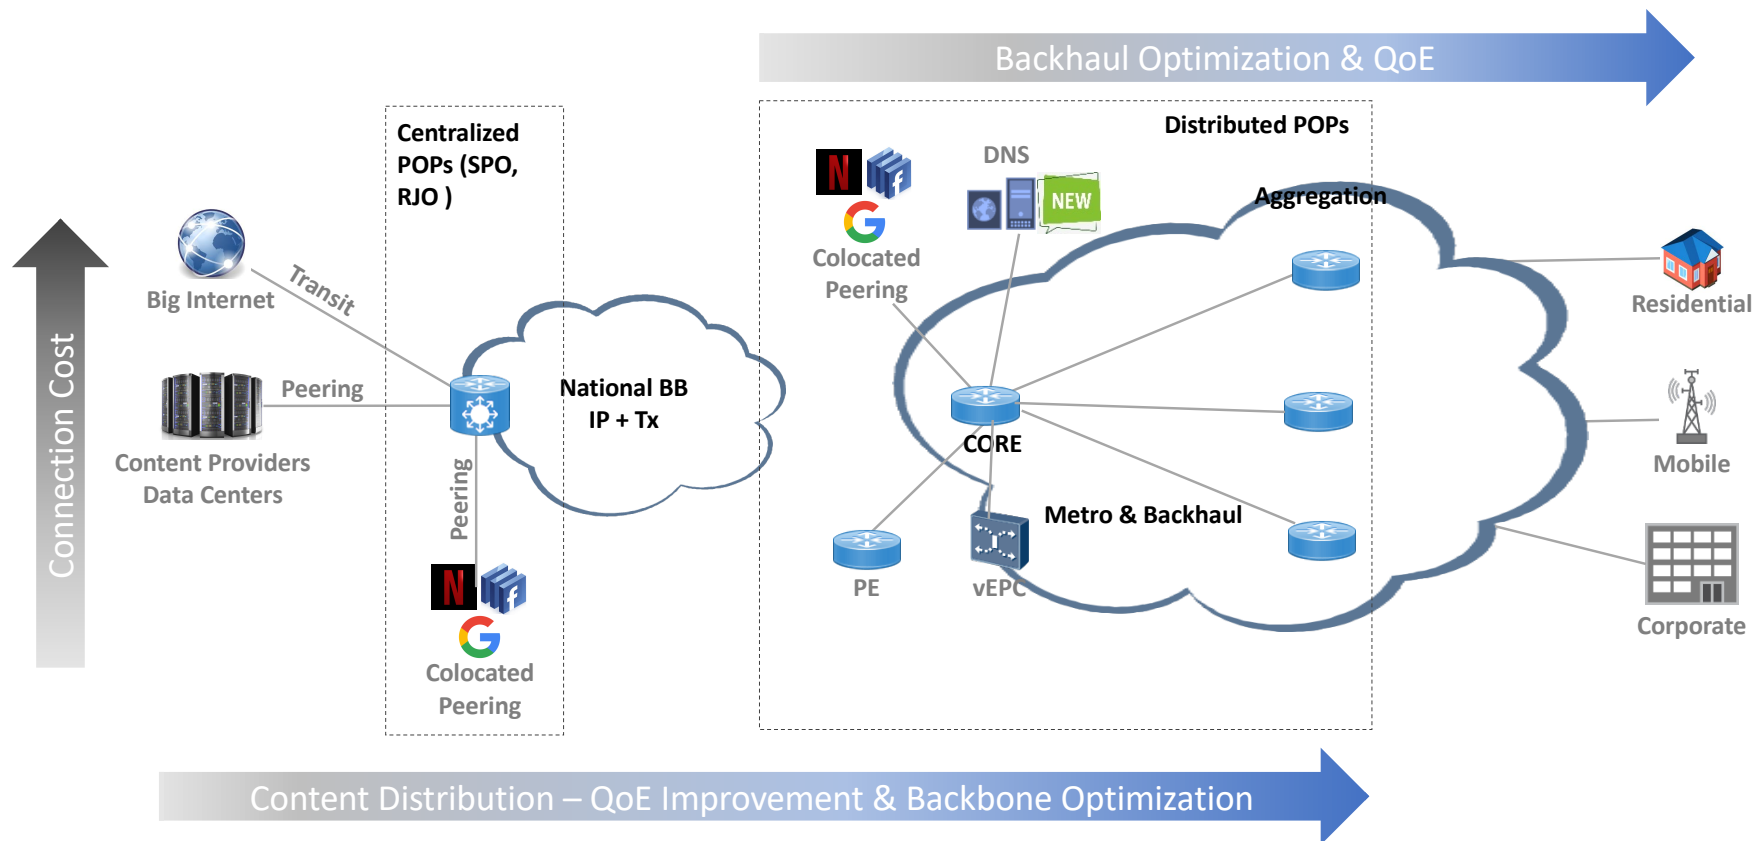 Backhaul Optimization & QoE
Centralized
POPs (SPO,
RJO )
Distributed POPs
N
f
G
DNS
NEW
Aggregation
Colocated
Peering
Big Internet
Transit
Residential
Connection Cost
Peering
National BB
IP + Tx
CORE
Content Providers
Data Centers
Peering
Mobile
Metro & Backhaul
PE
vEPC
N
f
G
Colocated
Peering
Corporate
Content Distribution – QoE Improvement & Backbone Optimization